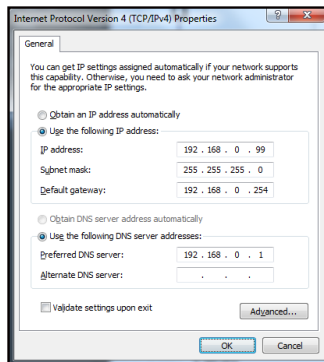 Internet Protocol Version 4 (TCP/IPv4) Properties
General
You can get IP settings assigned automatically if your network supports
this capability. Otherwise, you need to ask your network administrator
for the appropriate IP settings.
Obtain an IP address automatically
Use the following IP address:
IP address: 192 . 168 . 0 . 99
Subnet mask: 255 . 255 . 255 . 0
Default gateway: 192 . 168 . 0 . 254
Obtain DNS server address automatically
Use the following DNS server addresses:
Preferred DNS server: 192 . 168 . 0 . 1
Alternate DNS server: . . .
Validate settings upon exit
Advanced...
OK Cancel